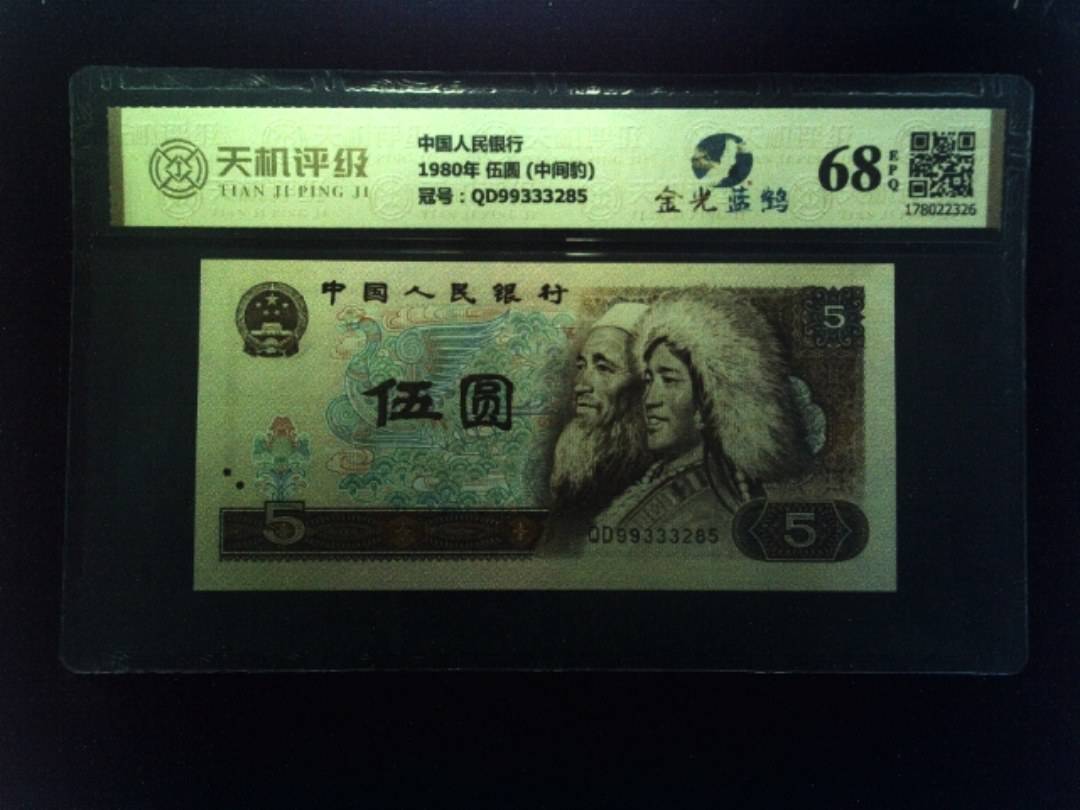 天机评级
TIAN JI PING JI
中国人民银行
1980年 伍圆 (中间豹)
冠号：QD99333285
金光蓝鹤
68
EPQ
178022326
中国人民银行
5
伍圆
5
QD99333285
5